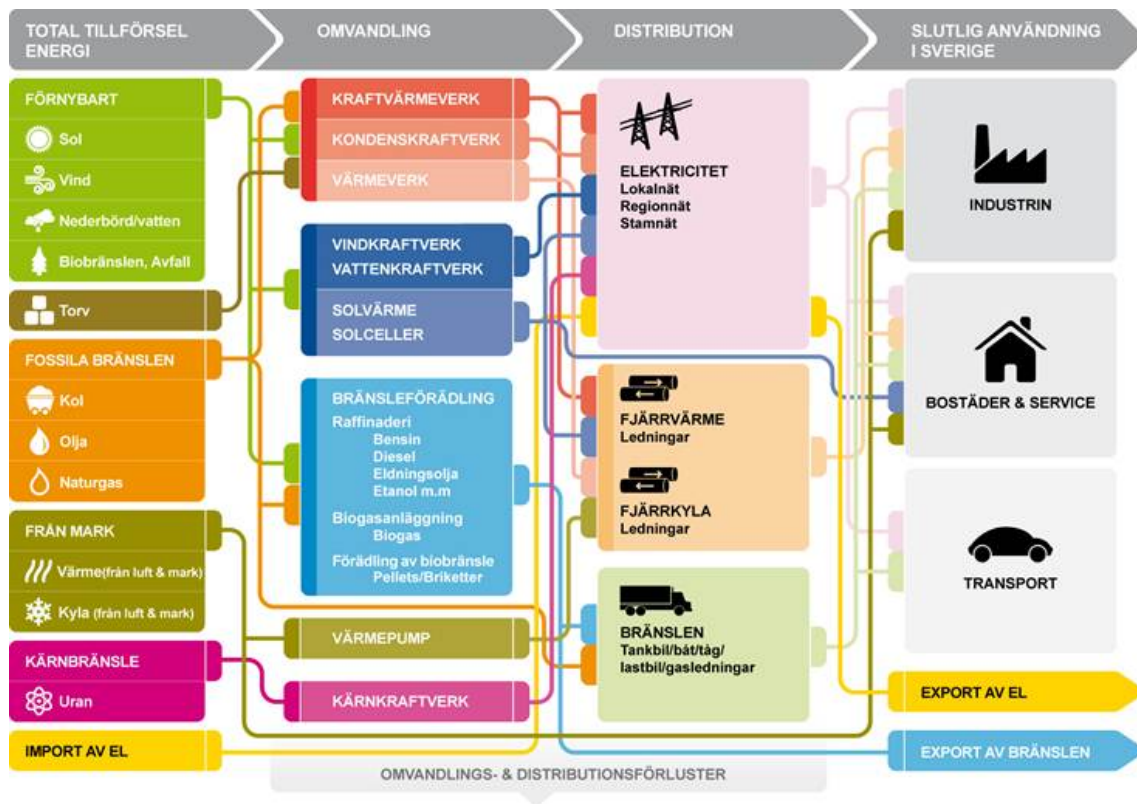 TOTAL TILLFÖRSEL
ENERGI
OMVANDLING
DISTRIBUTION
SLUTLIG ANVÄNDNING
I SVERIGE
FÖRNYBART
Sol
Vind
Nederbörd/vatten
Biobränslen, Avfall
Torv
FOSSILA BRÄNSLEN
Kol
Olja
Naturgas
FRÅN MARK
Värme(från luft & mark)
Kyla (från luft & mark)
KÄRNBRÄNSLE
Uran
IMPORT AV EL
KRAFTVÄRMEVERK
KONDENSKRAFTVERK
VÄRMEVERK
VINDKRAFTVERK
VATTENKRAFTVERK
SOLVÄRME
SOLCELLER
BRÄNSLEFÖRÄDLING
Raffinaderi
Bensin
Diesel
Eldningsolja
Etanol m.m
Biogasanläggning
Biogas
Förädling av biobränsle
Pellets/Briketter
VÄRMEPUMP
KÄRNKRAFTVERK
ELEKTRICITET
Lokalnät
Regionnät
Stamnät
FJÄRRVÄRME
Ledningar
FJÄRRKYLA
Ledningar
BRÄNSLEN
Tankbil/båt/tåg/
lastbil/gasledningar
INDUSTRIN
BOSTÄDER & SERVICE
TRANSPORT
EXPORT AV EL
EXPORT AV BRÄNSLEN
OMVANDLINGS- & DISTRIBUTIONSFÖRLUSTER